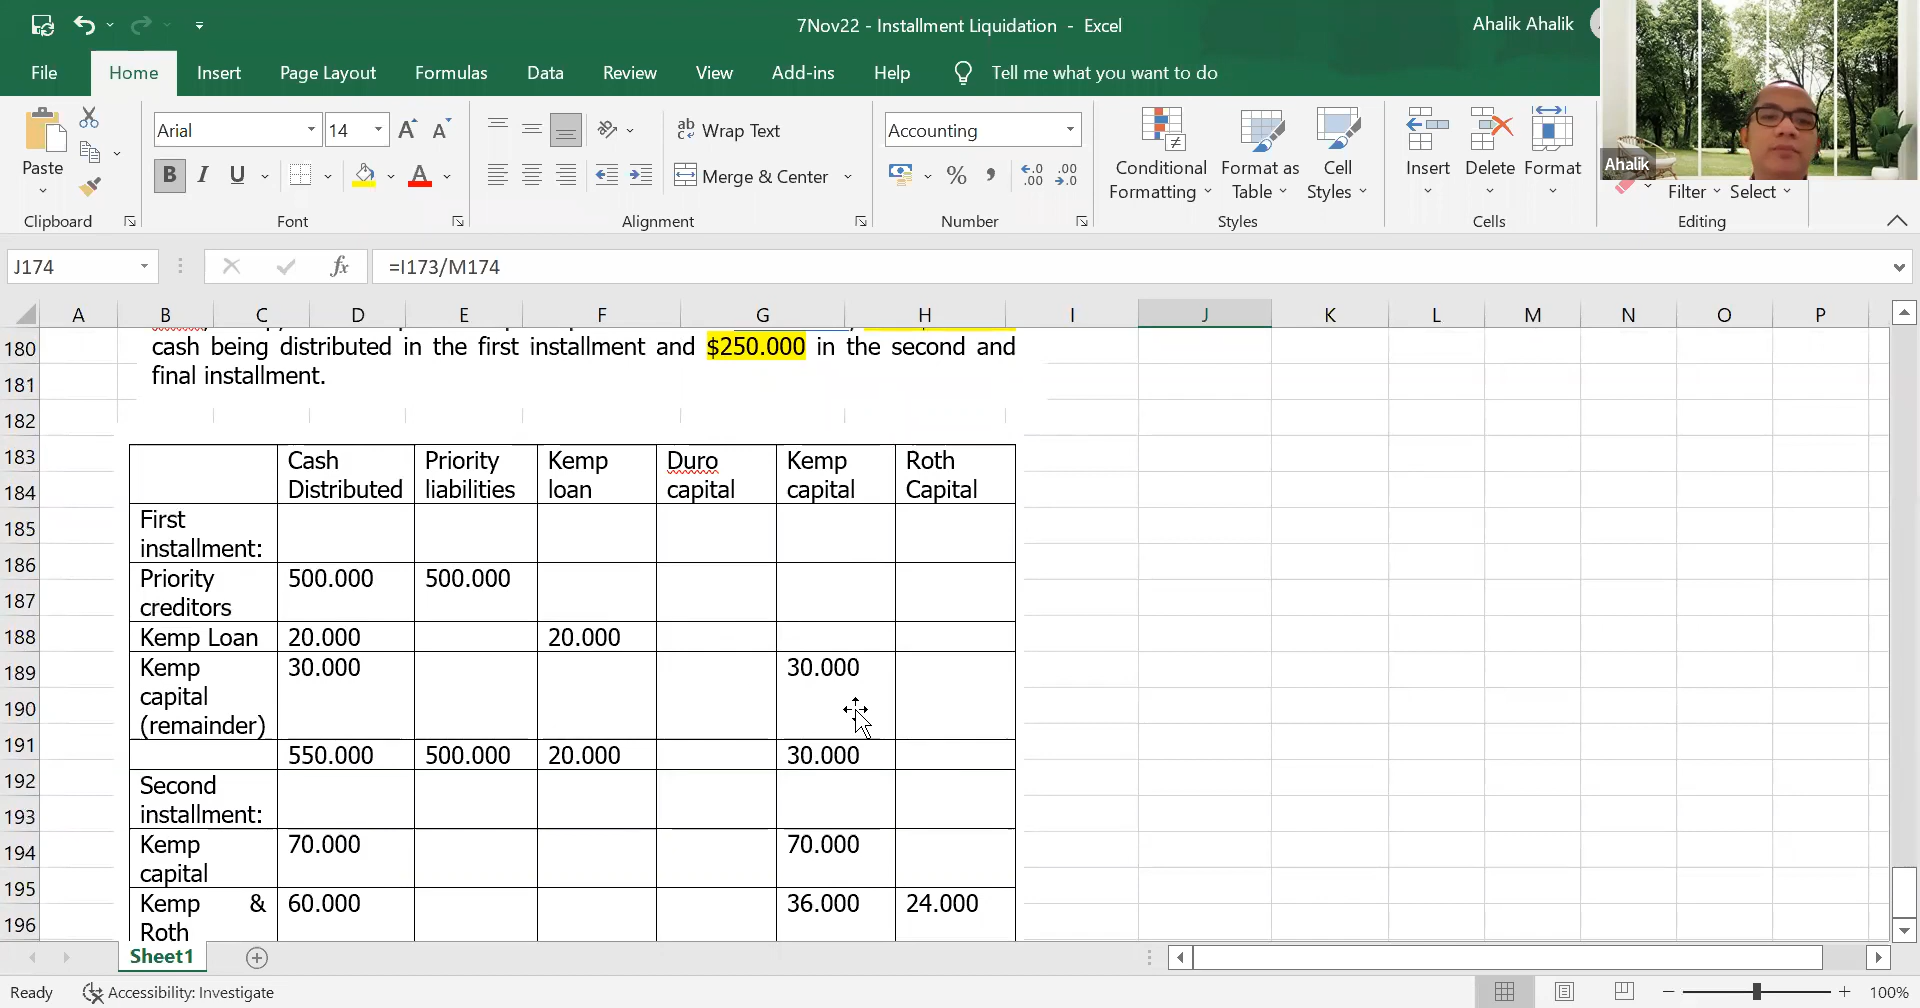 7Nov22 - Installment Liquidation - Excel
Ahalik Ahalik
File Home Insert Page Layout Formulas Data Review View Add-ins Help Tell me what you want to do
Paste
Clipboard
Arial 14
B I U
Font
ab Wrap Text
Merge & Center
Alignment
Accounting
Number
Conditional Formatting
Format as Table
Cell Styles
Styles
Insert Delete Format
Cells
Filter Select
Editing
Ahalik
J174 fx =I173/M174
A B C D E F G H I J K L M N O P
180 cash being distributed in the first installment and $250.000 in the second and
181 final installment.
182
183 Cash Priority Kemp Duro Kemp Roth
184 Distributed liabilities loan capital capital Capital
185 First
186 installment:
Priority 500.000 500.000
187 creditors
188 Kemp Loan 20.000 20.000
189 Kemp 30.000 30.000
190 capital
(remainder)
191 550.000 500.000 20.000 30.000
192 Second
193 installment:
194 Kemp 70.000 70.000
capital
195 Kemp & 60.000 36.000 24.000
196 Roth
Sheet1
Ready Accessibility: Investigate 100%